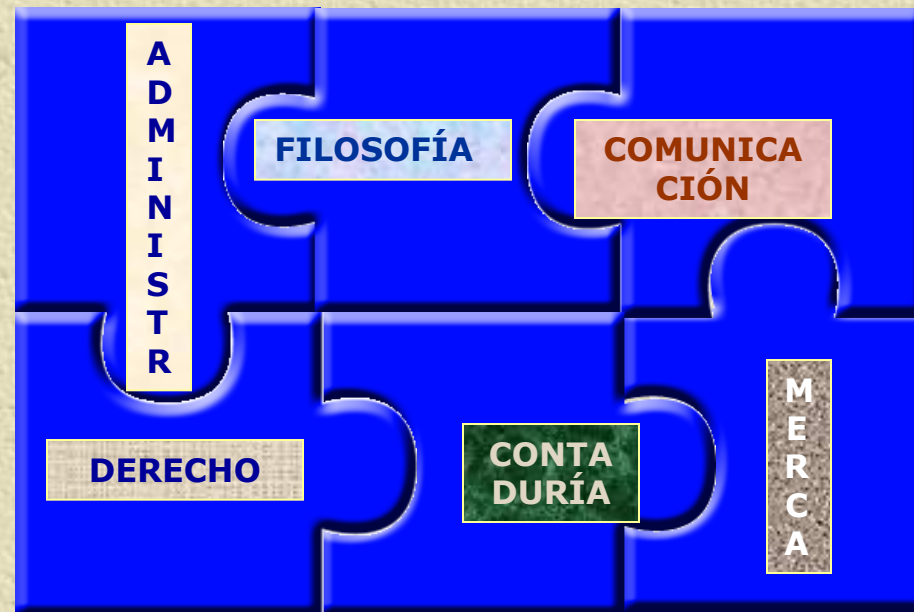 ADMINISTR
FILOSOFÍA
COMUNICA
CIÓN
DERECHO
CONTA
DURÍA
MERCA